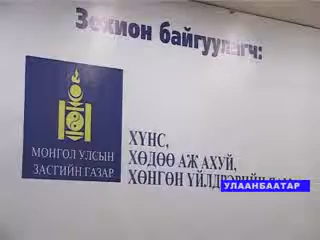 Зохион байгуулагч:
МОНГОЛ УЛСЫН
ЗАСГИЙН ГАЗАР
ХҮНС,
ХӨДӨӨ АЖ АХУЙ,
ХӨНГӨН ҮЙЛДВЭРИЙН
УЛААНБААТАР